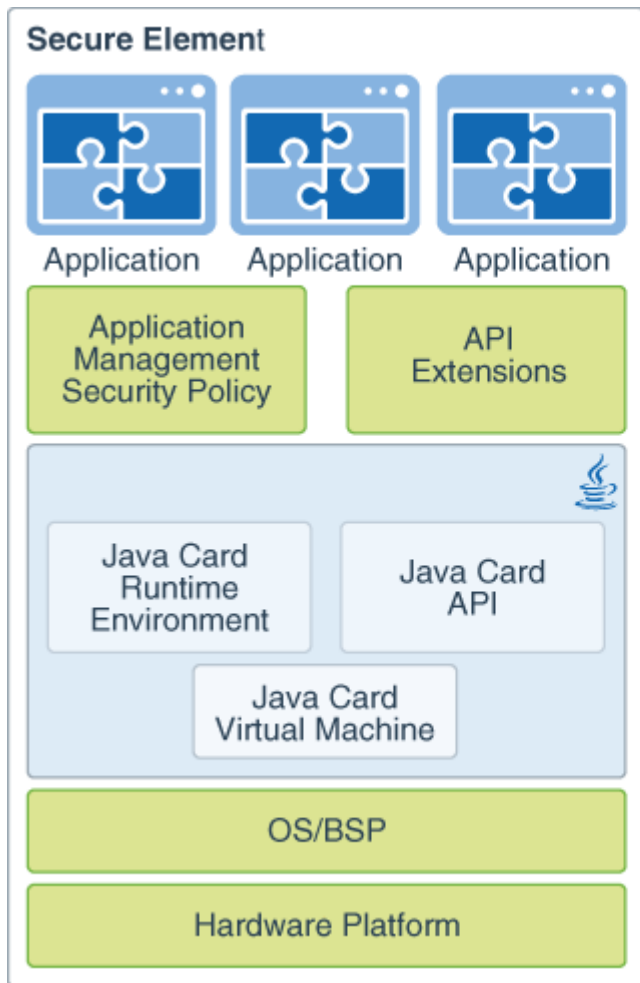 Secure Element
Application
Application
Application
Application
Management
Security Policy
API
Extensions
Java Card
Runtime
Environment
Java Card
API
Java Card
Virtual Machine
OS/BSP
Hardware Platform